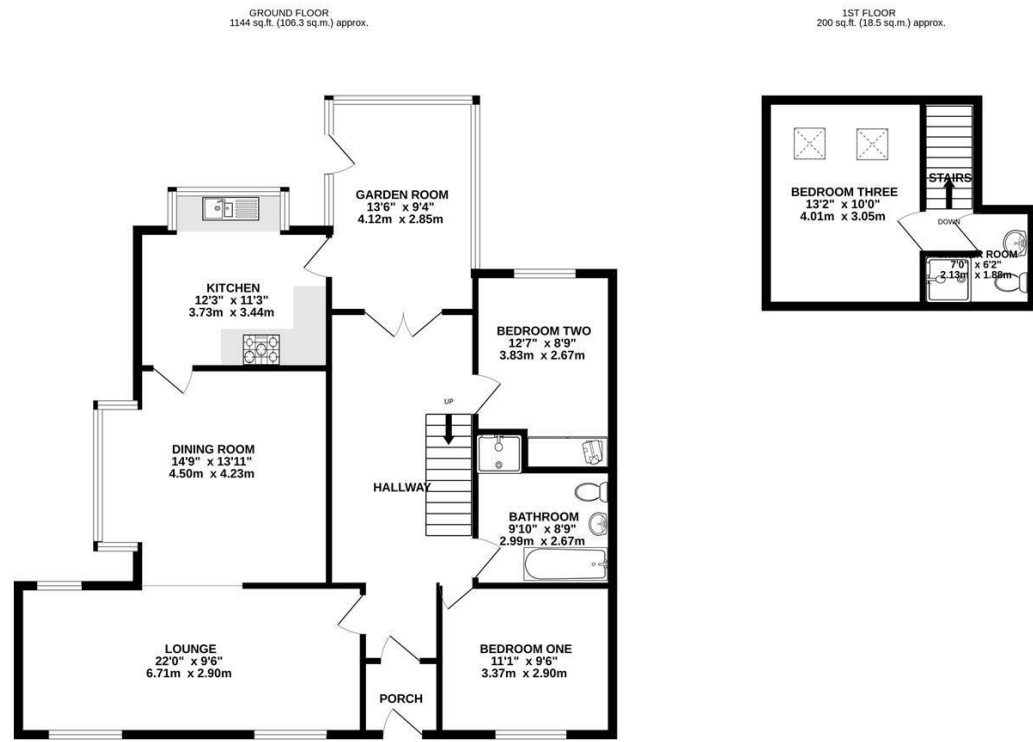 GROUND FLOOR
1144 sq.ft. (106.3 sq.m.) approx.
1ST FLOOR
200 sq.ft. (18.5 sq.m.) approx.
GARDEN ROOM
13'6" x 9'4"
4.12m x 2.85m
KITCHEN
12'3" x 11'3"
3.73m x 3.44m
BEDROOM TWO
12'7" x 8'9"
3.83m x 2.67m
UP
DINING ROOM
14'9" x 13'11"
4.50m x 4.23m
HALLWAY
BATHROOM
9'10" x 8'9"
2.99m x 2.67m
LOUNGE
22'0" x 9'6"
6.71m x 2.90m
BEDROOM ONE
11'1" x 9'6"
3.37m x 2.90m
PORCH
BEDROOM THREE
13'2" x 10'0"
4.01m x 3.05m
STAIRS
DOWN
ROOM
7'0" x 6'2"
2.13m x 1.88m